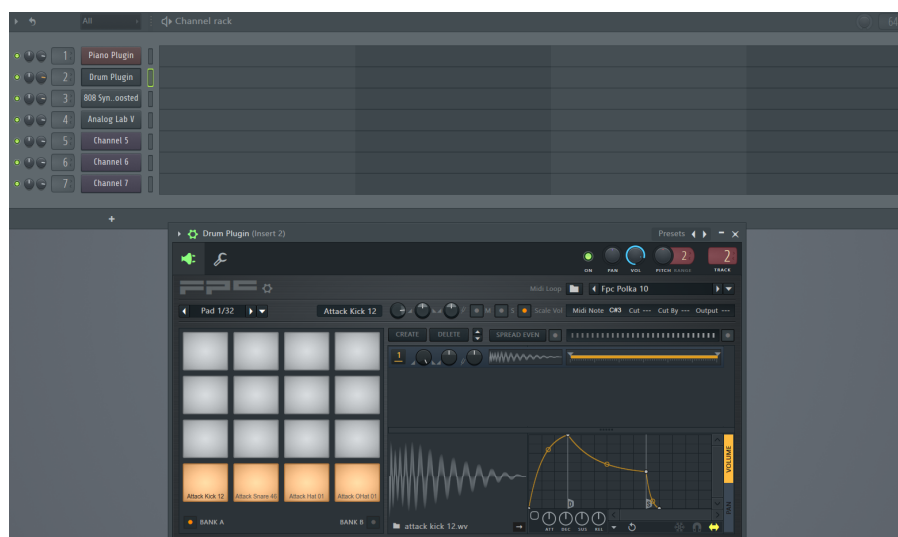 All
Channel rack
64
1 Piano Plugin
2 Drum Plugin
3 808 Syn..oosted
4 Analog Lab V
5 Channel 5
6 Channel 6
7 Channel 7
+
Drum Plugin (Insert 2)
Presets
2
2
ON PAN VOL PITCH RANGE TRACK
FPC
Midi Loop
Fpc Polka 10
Pad 1/32
Attack Kick 12
M
S
Scale Vol
Midi Note C#3 Cut --- Cut By --- Output ---
CREATE DELETE SPREAD EVEN
1
Attack Kick 12 Attack Snare 46 Attack Hat 01 Attack OHat 01
BANK A BANK B
attack kick 12.wv
D
ATT DEC SUS REL
VOLUME
PAN